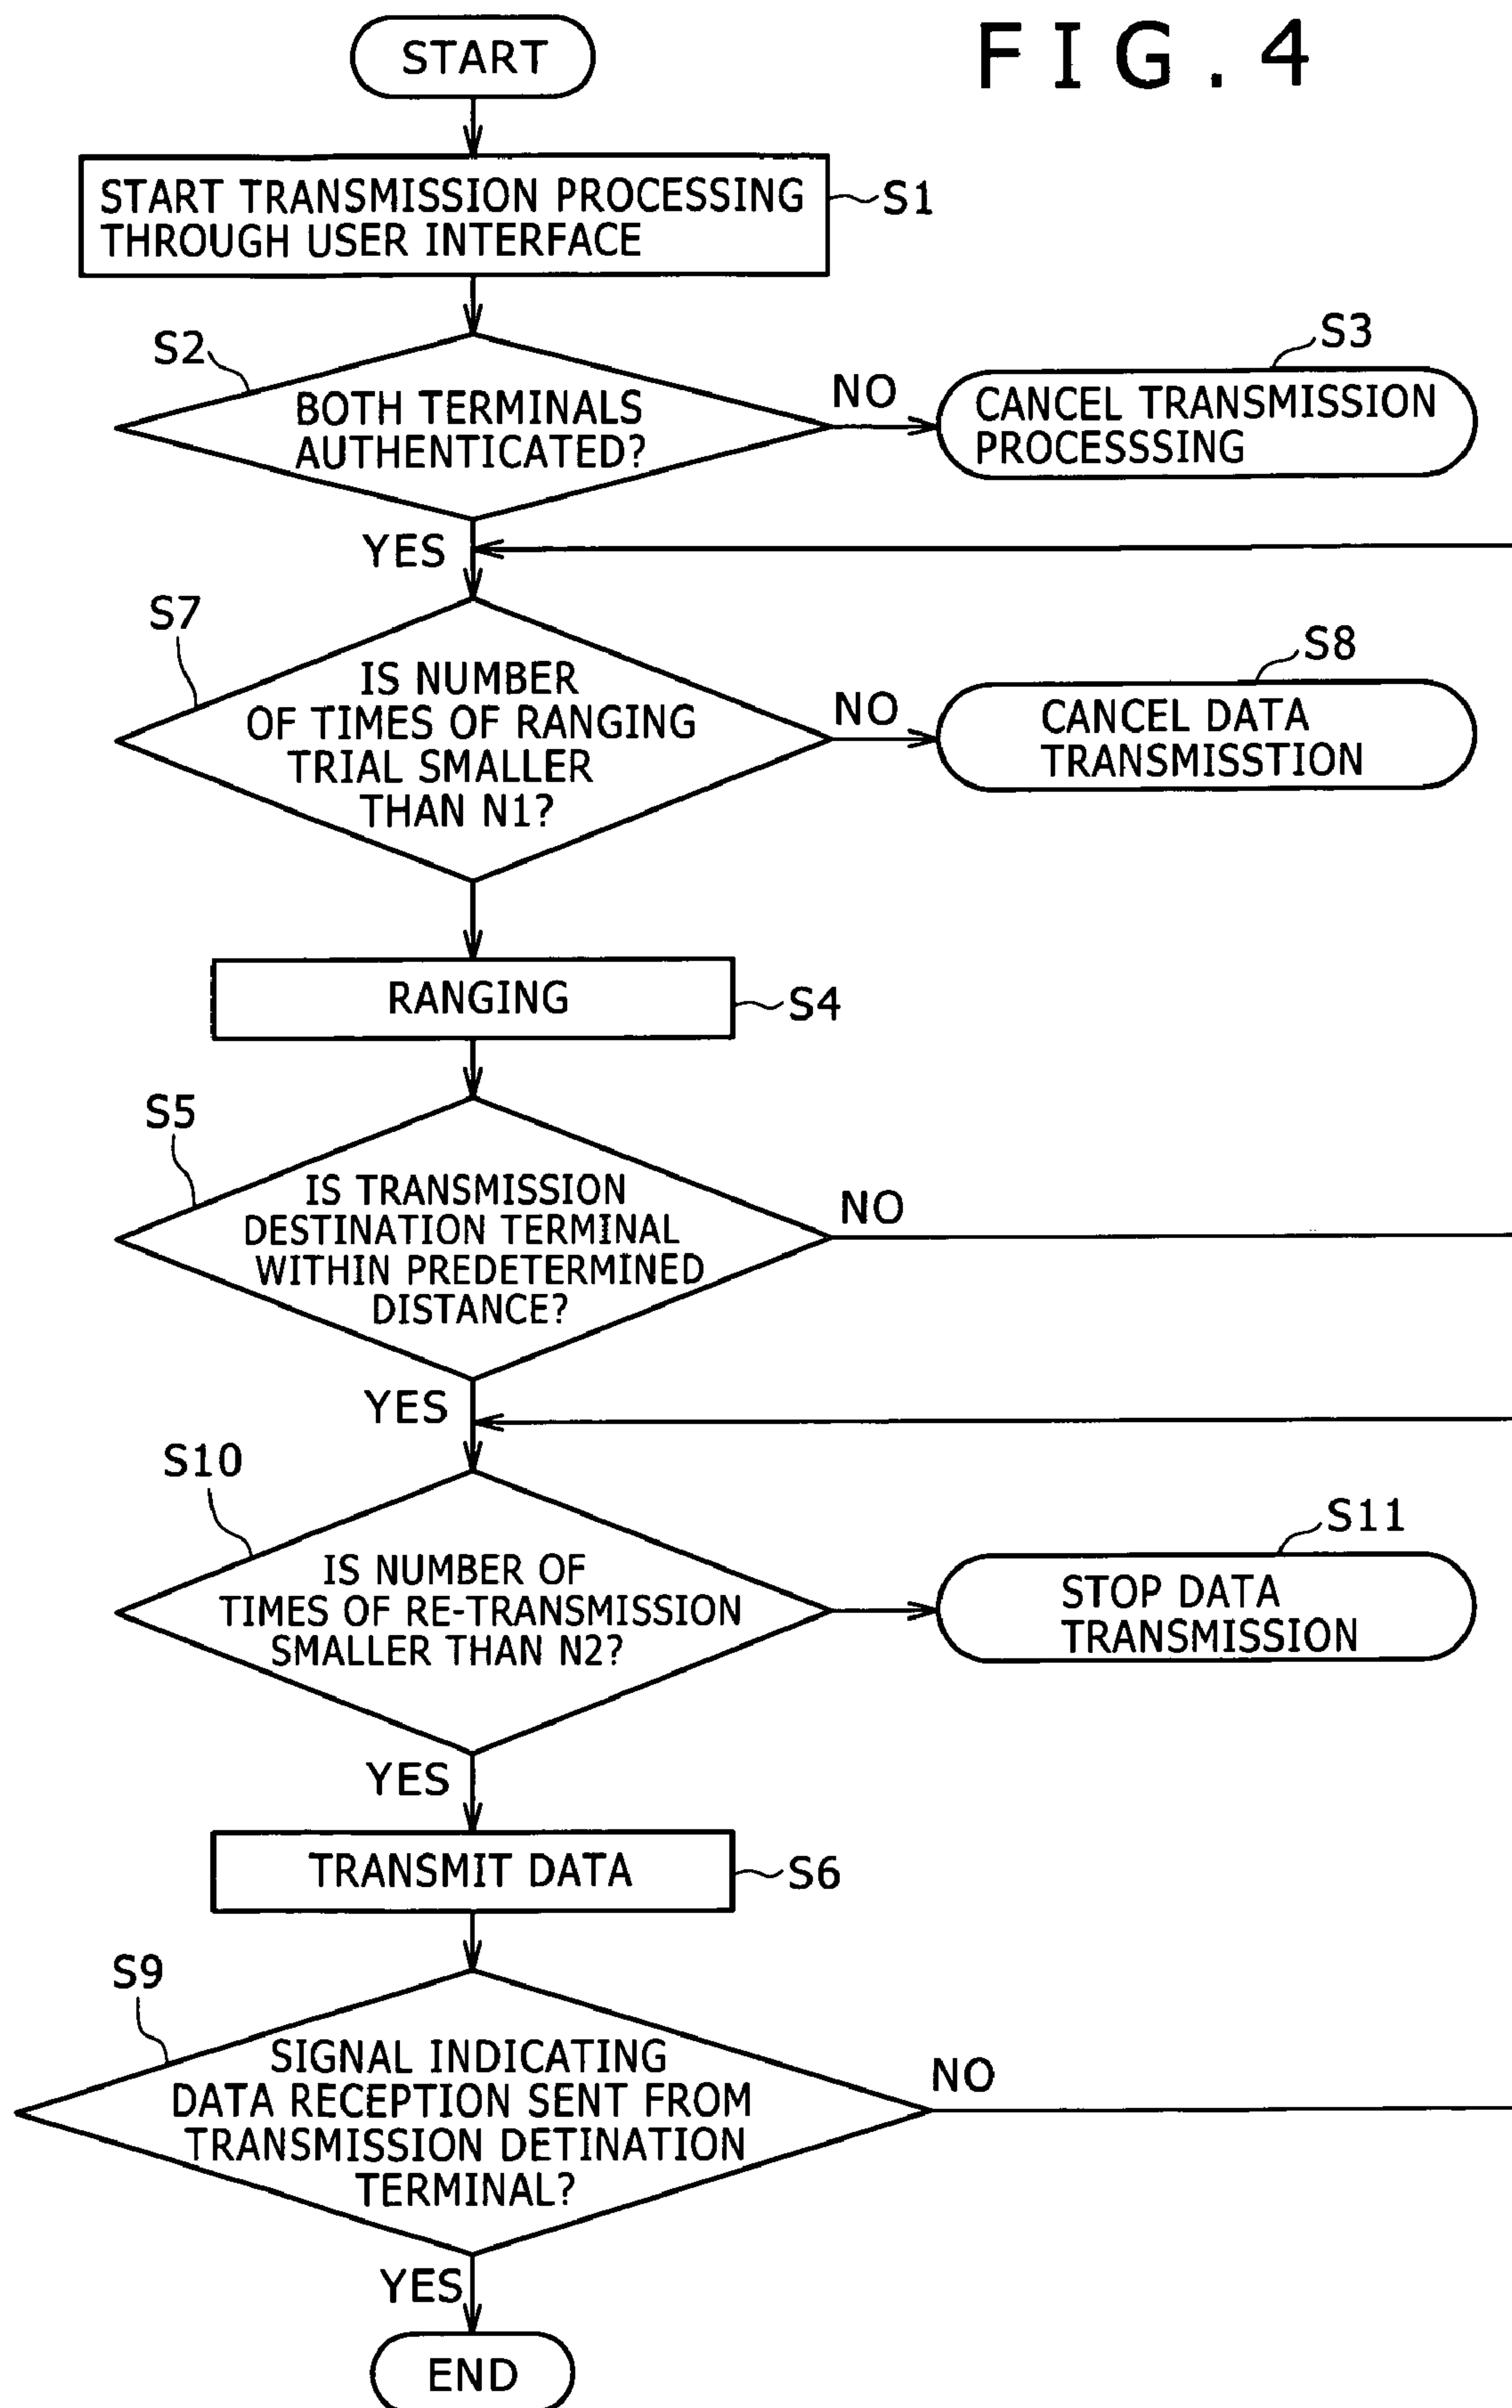 FIG.4
START
START TRANSMISSION PROCESSING
THROUGH USER INTERFACE
S1
S2
BOTH TERMINALS
AUTHENTICATED?
NO
S3
CANCEL TRANSMISSION
PROCESSSING
YES
S7
IS NUMBER
OF TIMES OF RANGING
TRIAL SMALLER
THAN N1?
NO
S8
CANCEL DATA
TRANSMISSTION
RANGING
S4
S5
IS TRANSMISSION
DESTINATION TERMINAL
WITHIN PREDETERMINED
DISTANCE?
NO
YES
S10
IS NUMBER OF
TIMES OF RE-TRANSMISSION
SMALLER THAN N2?
S11
STOP DATA
TRANSMISSION
YES
TRANSMIT DATA
S6
S9
SIGNAL INDICATING
DATA RECEPTION SENT FROM
TRANSMISSION DETINATION
TERMINAL?
NO
YES
END